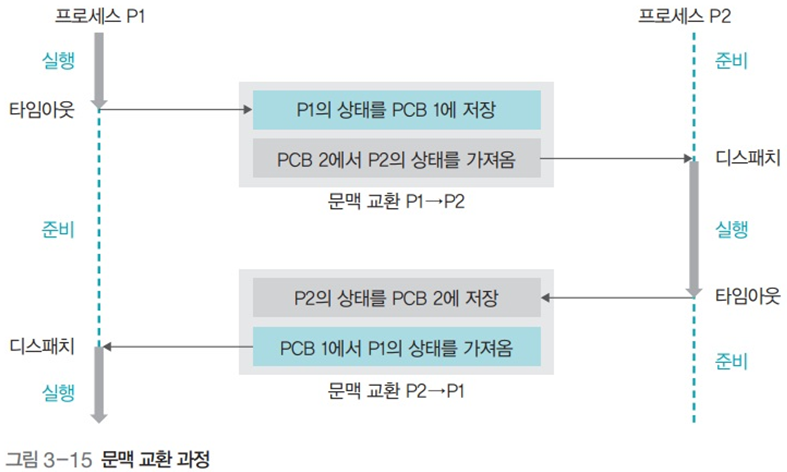 프로세스 P1
프로세스 P2
실행
준비
타임아웃
P1의 상태를 PCB 1에 저장
PCB 2에서 P2의 상태를 가져옴
디스패치
문맥 교환 P1→P2
준비
실행
P2의 상태를 PCB 2에 저장
타임아웃
디스패치
PCB 1에서 P1의 상태를 가져옴
준비
문맥 교환 P2→P1
실행
그림 3-15 문맥 교환 과정